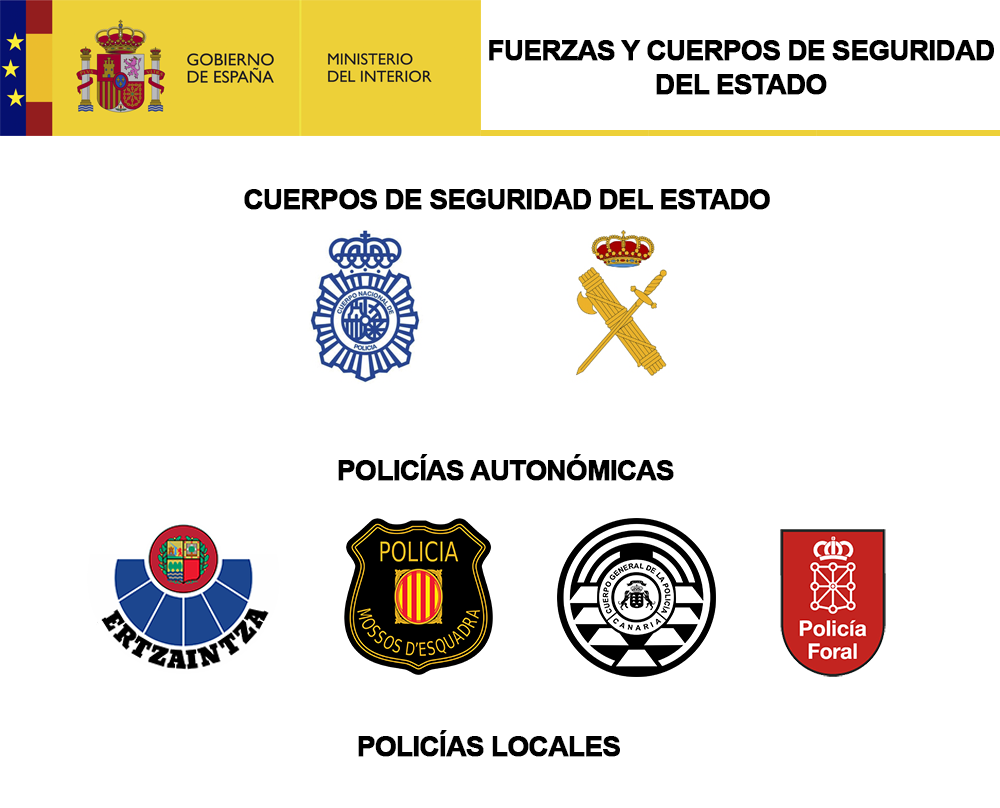 GOBIERNO
DE ESPAÑA
MINISTERIO
DEL INTERIOR
FUERZAS Y CUERPOS DE SEGURIDAD
DEL ESTADO
CUERPOS DE SEGURIDAD DEL ESTADO
CUERPO NACIONAL DE
POLICIA
POLICÍAS AUTONÓMICAS
ERTZAINTZA
POLICIA
MOSSOS D'ESQUADRA
CUERPO GENERAL DE LA POLICIA
CANARIA
Policía
Foral
POLICÍAS LOCALES